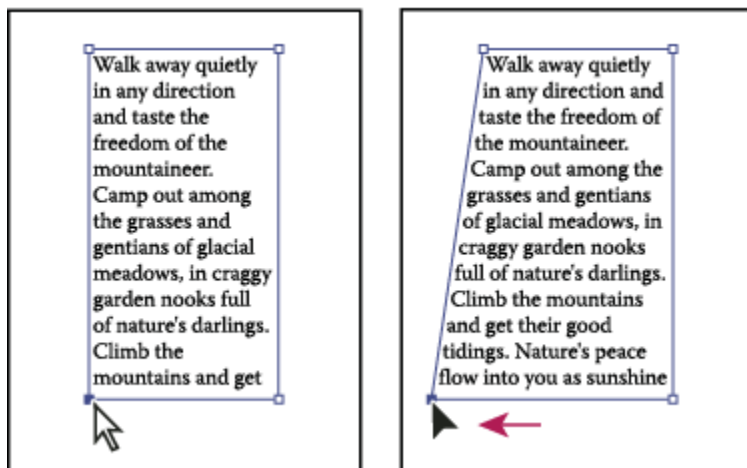 Walk away quietly
in any direction
and taste the
freedom of the
mountaineer.
Camp out among
the grasses and
gentians of glacial
meadows, in craggy
garden nooks full
of nature's darlings.
Climb the
mountains and get
Walk away quietly
in any direction and
taste the freedom of
the mountaineer.
Camp out among the
grasses and gentians
of glacial meadows, in
craggy garden nooks
full of nature's darlings.
Climb the mountains
and get their good
tidings. Nature's peace
flow into you as sunshine